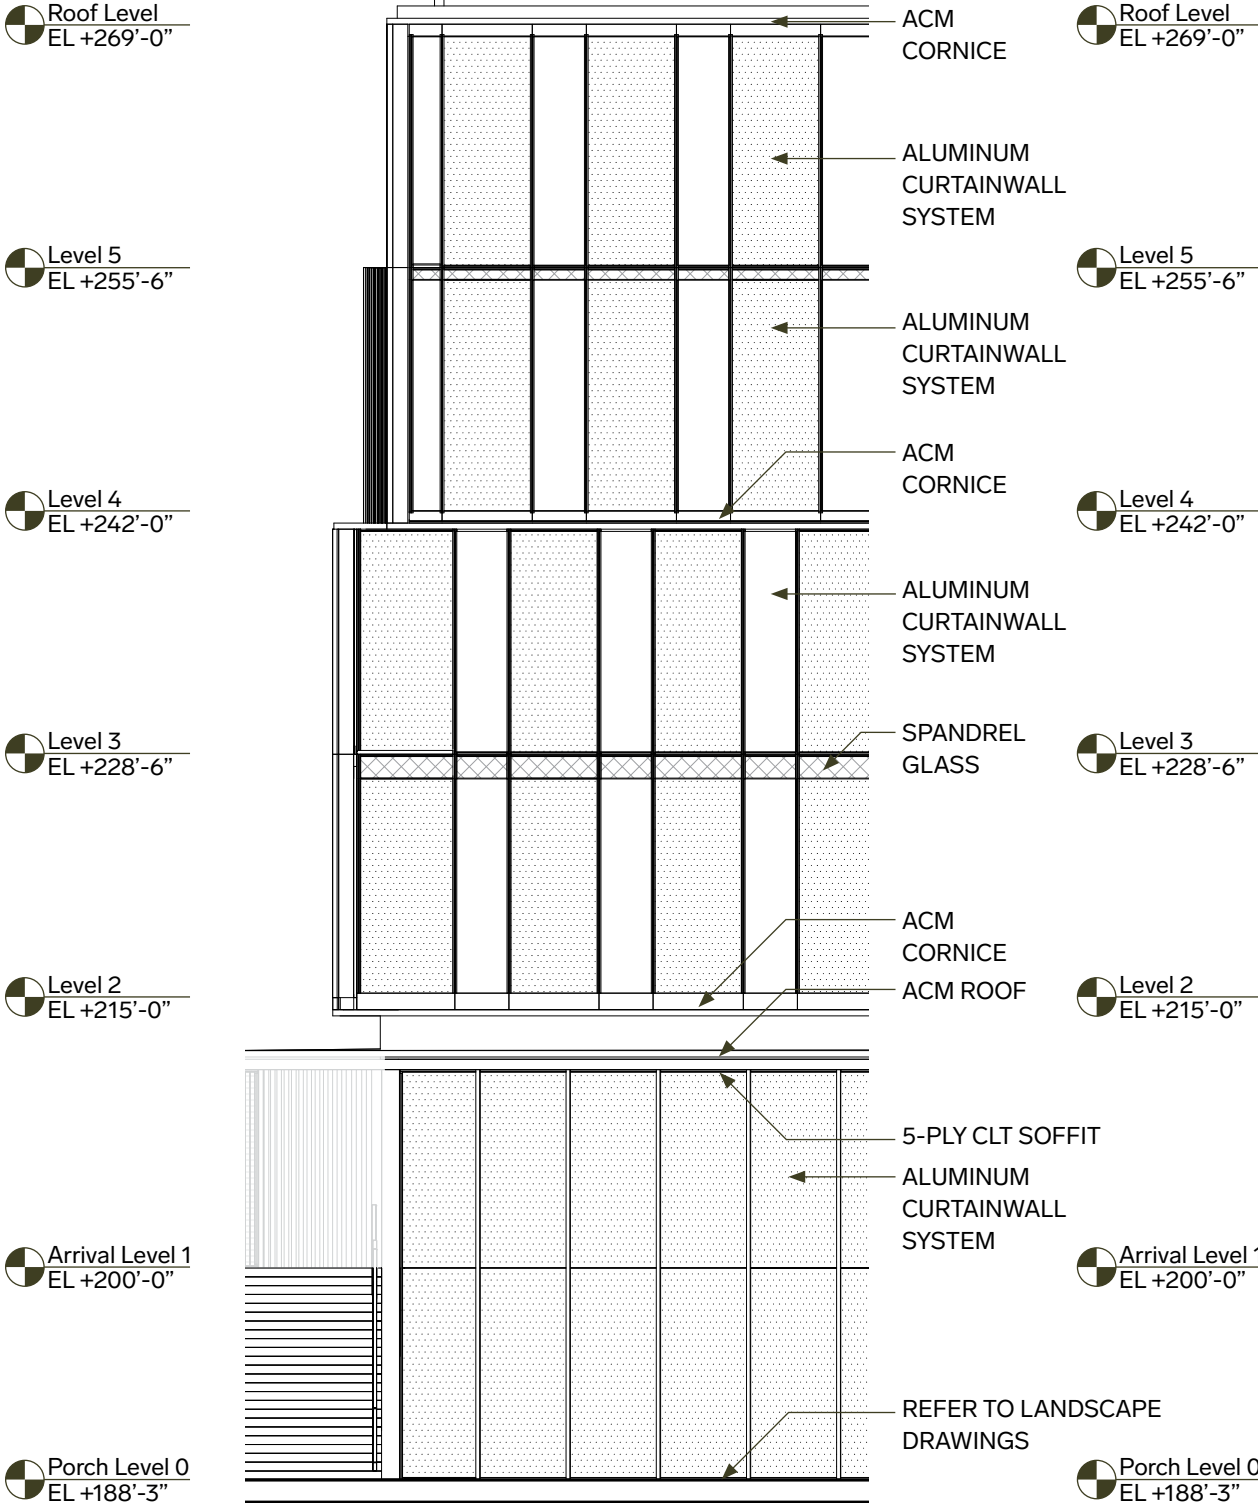 Roof Level
EL +269'-0”
ACM
CORNICE
Roof Level
EL +269'-0”
ALUMINUM
CURTAINWALL
SYSTEM
Level 5
EL +255'-6”
Level 5
EL +255'-6”
ALUMINUM
CURTAINWALL
SYSTEM
ACM
CORNICE
Level 4
EL +242'-0”
Level 4
EL +242'-0”
ALUMINUM
CURTAINWALL
SYSTEM
Level 3
EL +228'-6”
SPANDREL
GLASS
Level 3
EL +228'-6”
ACM
CORNICE
Level 2
EL +215'-0”
ACM ROOF
Level 2
EL +215'-0”
5-PLY CLT SOFFIT
ALUMINUM
CURTAINWALL
SYSTEM
Arrival Level 1
EL +200'-0”
Arrival Level 1
EL +200'-0”
REFER TO LANDSCAPE
DRAWINGS
Porch Level 0
EL +188'-3”
Porch Level 0
EL +188'-3”